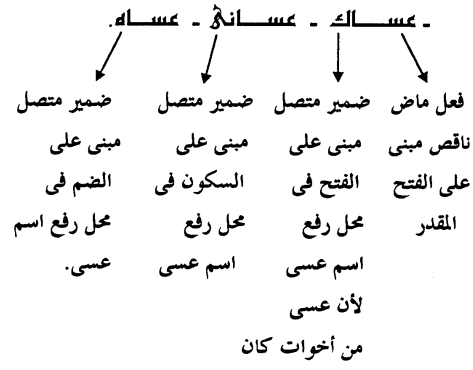 - عساك - عسانى - عساه.
فعل ماض
ناقص مبنى
على الفتح
المقدر
ضمير متصل
مبنى على
الفتح فى
محل رفع
اسم عسى
لأن عسى
من أخوات كان
ضمير متصل
مبنى على
السكون فى
محل رفع
اسم عسى
ضمير متصل
مبنى على
الضم فى
محل رفع اسم
عسى.